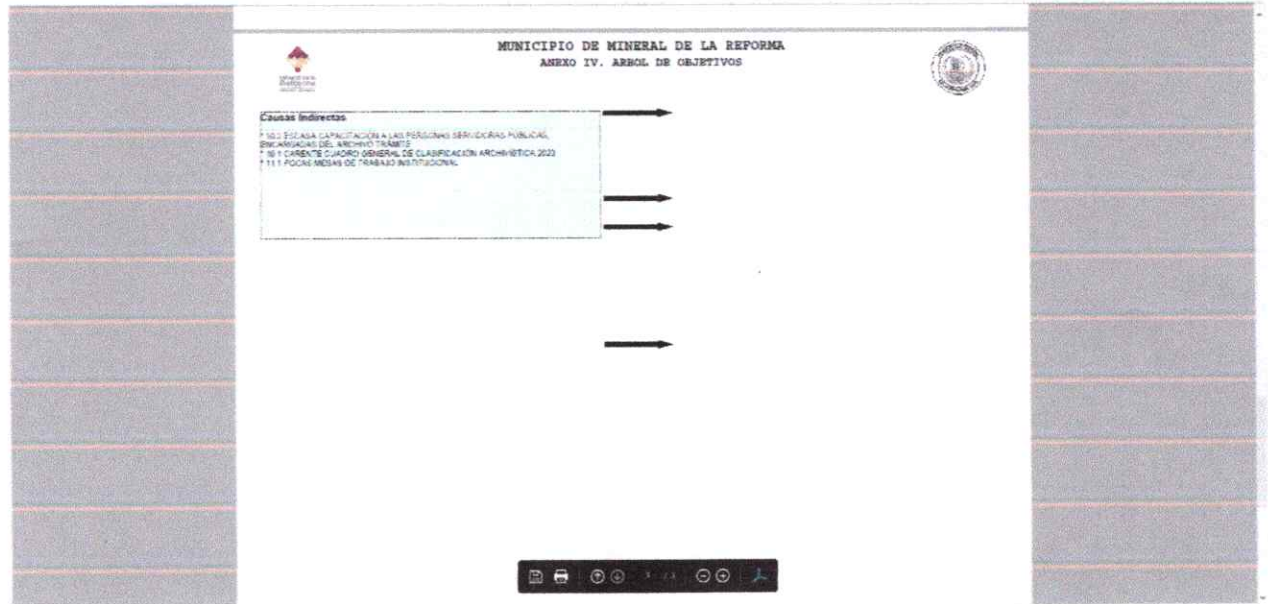 MUNICIPIO DE MINERAL DE LA REFORMA
ANEXO IV. ARBOL DE OBJETIVOS
Causas Indirectas
* 10.2 ESCASA CAPACITACIÓN A LAS PERSONAS SERVIDORAS PÚBLICAS,
ENCARGADAS DEL ARCHIVO TRÁMITE
* 10.1 CARENTE CUADRO GENERAL DE CLASIFICACIÓN ARCHIVÍSTICA 2023
* 11.1 POCAS MESAS DE TRABAJO INSTITUCIONAL